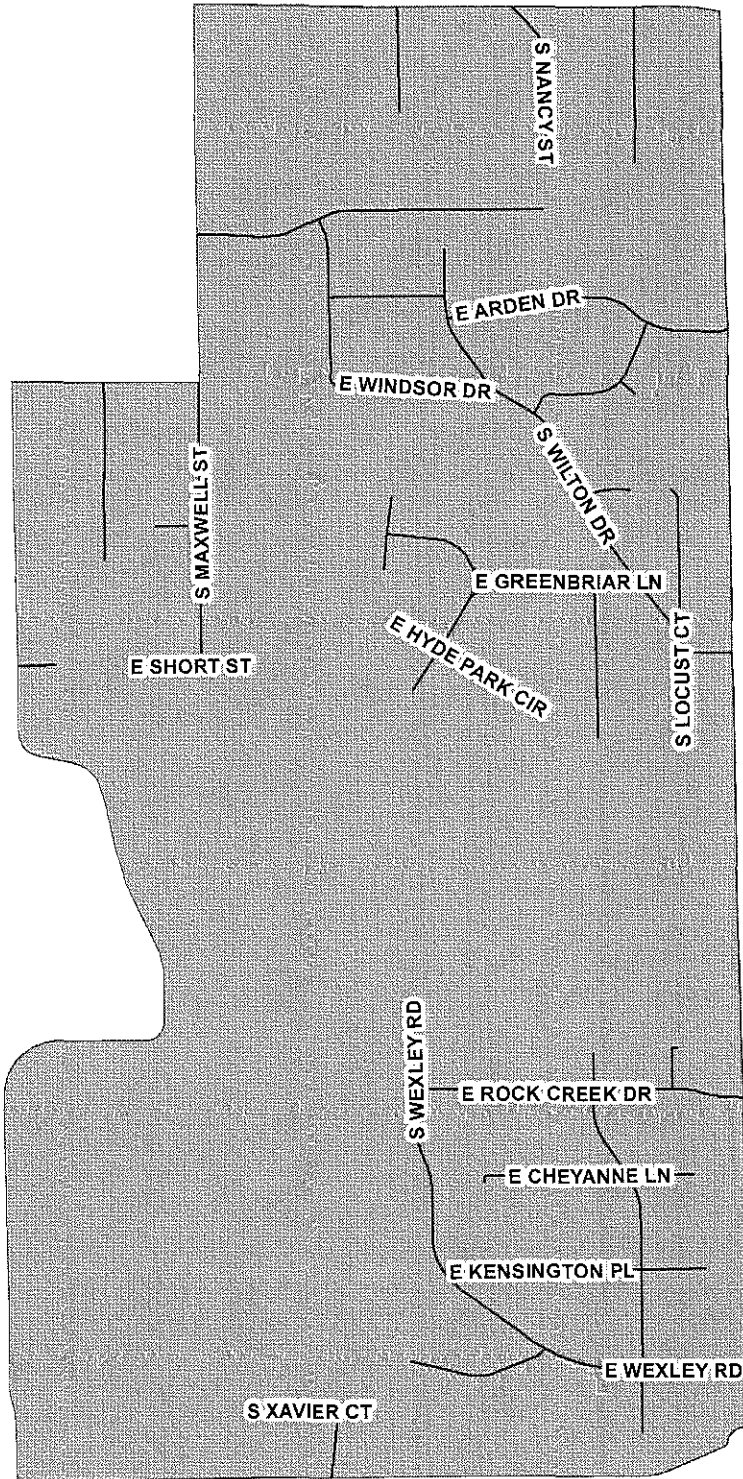 S NANCY ST
E ARDEN DR
E WINDSOR DR
S WILTON DR
S MAXWELL ST
E GREENBRIAR LN
E HYDE PARK CIR
E SHORT ST
S LOCUST CT
S WEXLEY RD
E ROCK CREEK DR
E CHEYANNE LN
E KENSINGTON PL
E WEXLEY RD
S XAVIER CT